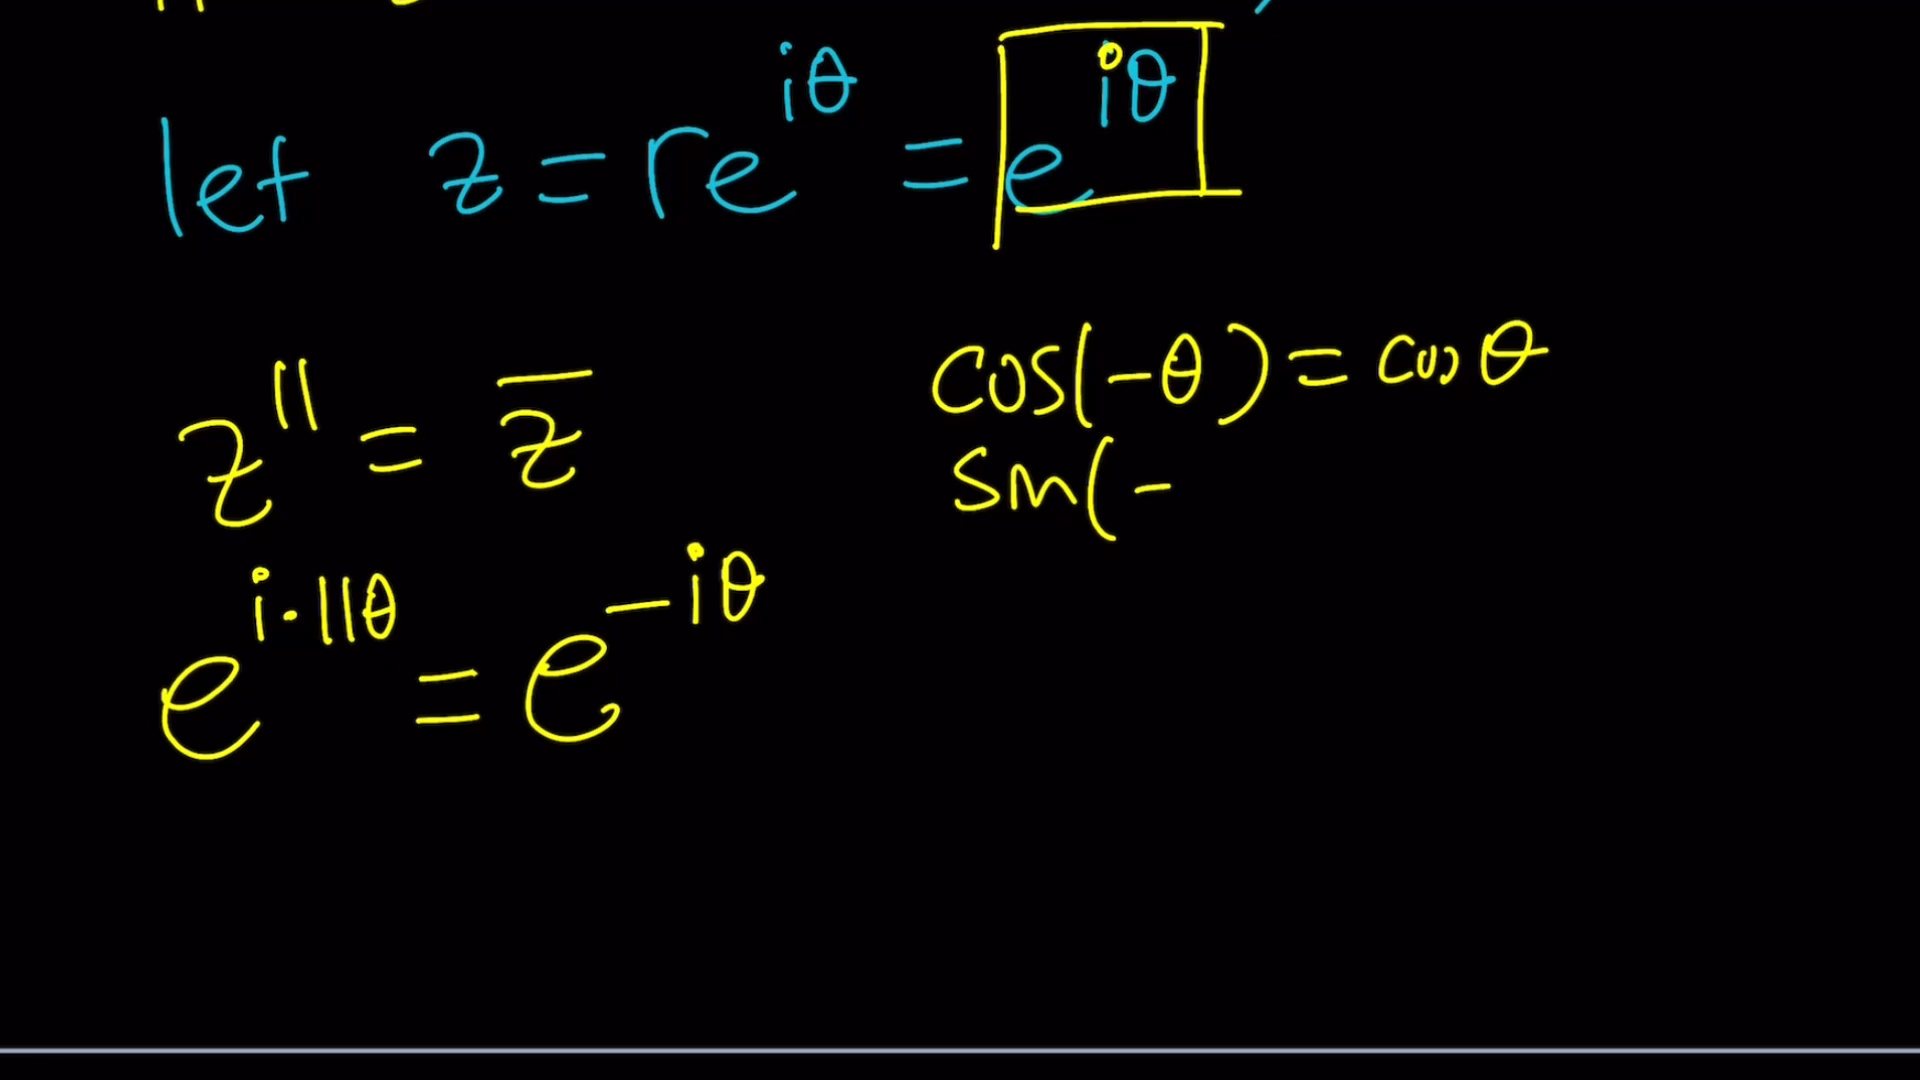 let z = re^{iθ} = e^{iθ}
z^{11} = z̅
cos(-θ) = cos θ
sin(-
e^{i·11θ} = e^{-iθ}